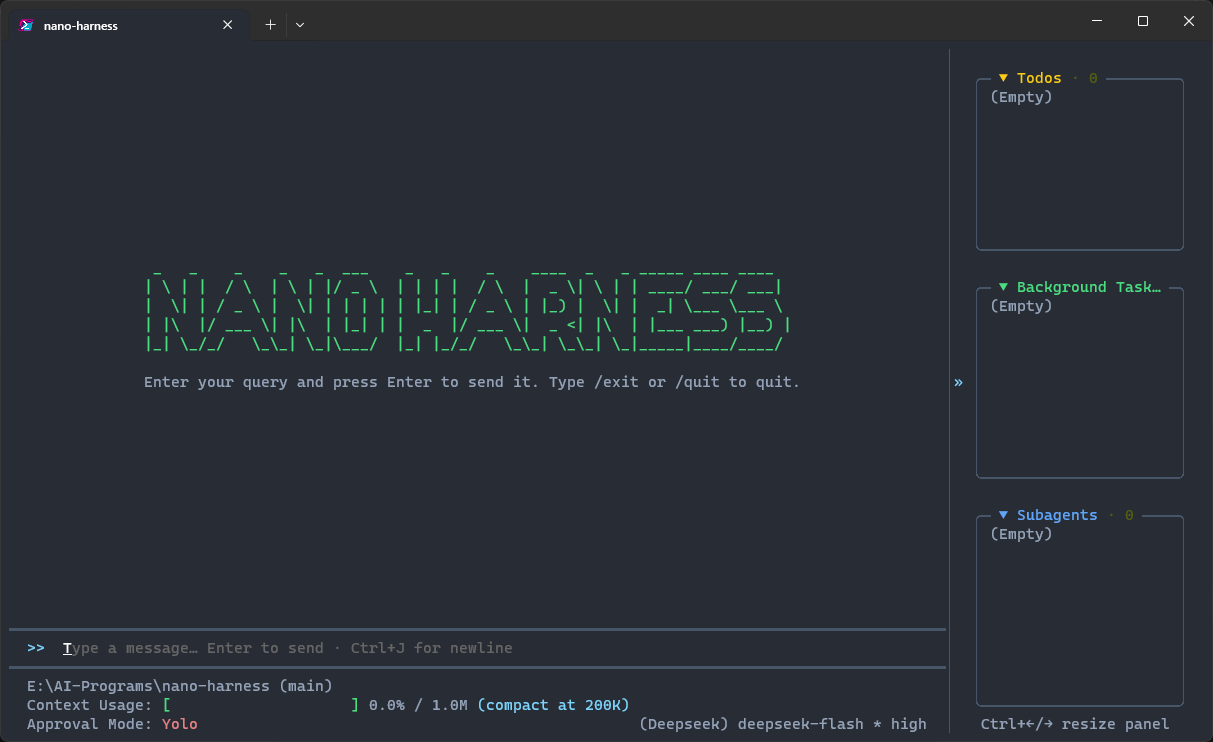 nano-harness
▼ Todos · 0
(Empty)
NANO HARNESS
Enter your query and press Enter to send it. Type /exit or /quit to quit.
»
▼ Background Task…
(Empty)
▼ Subagents · 0
(Empty)
>> Type a message… Enter to send · Ctrl+J for newline
E:\AI-Programs\nano-harness (main)
Context Usage: [                    ] 0.0% / 1.0M (compact at 200K)
Approval Mode: Yolo
(Deepseek) deepseek-flash * high
Ctrl+←/→ resize panel